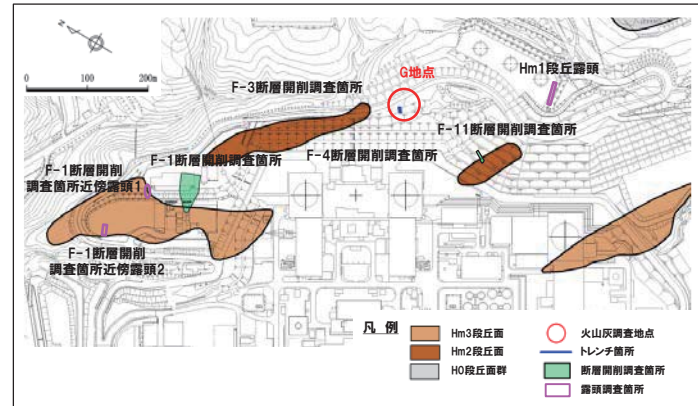 N
0 100 200m
F-3断層開削調査箇所
G地点
Hm1段丘露頭
F-11断層開削調査箇所
F-1断層開削調査箇所
F-4断層開削調査箇所
F-1断層開削
調査箇所近傍露頭1
F-1断層開削
調査箇所近傍露頭2
凡 例
Hm3段丘面
Hm2段丘面
H0段丘面群
火山灰調査地点
トレンチ箇所
断層開削調査箇所
露頭調査箇所